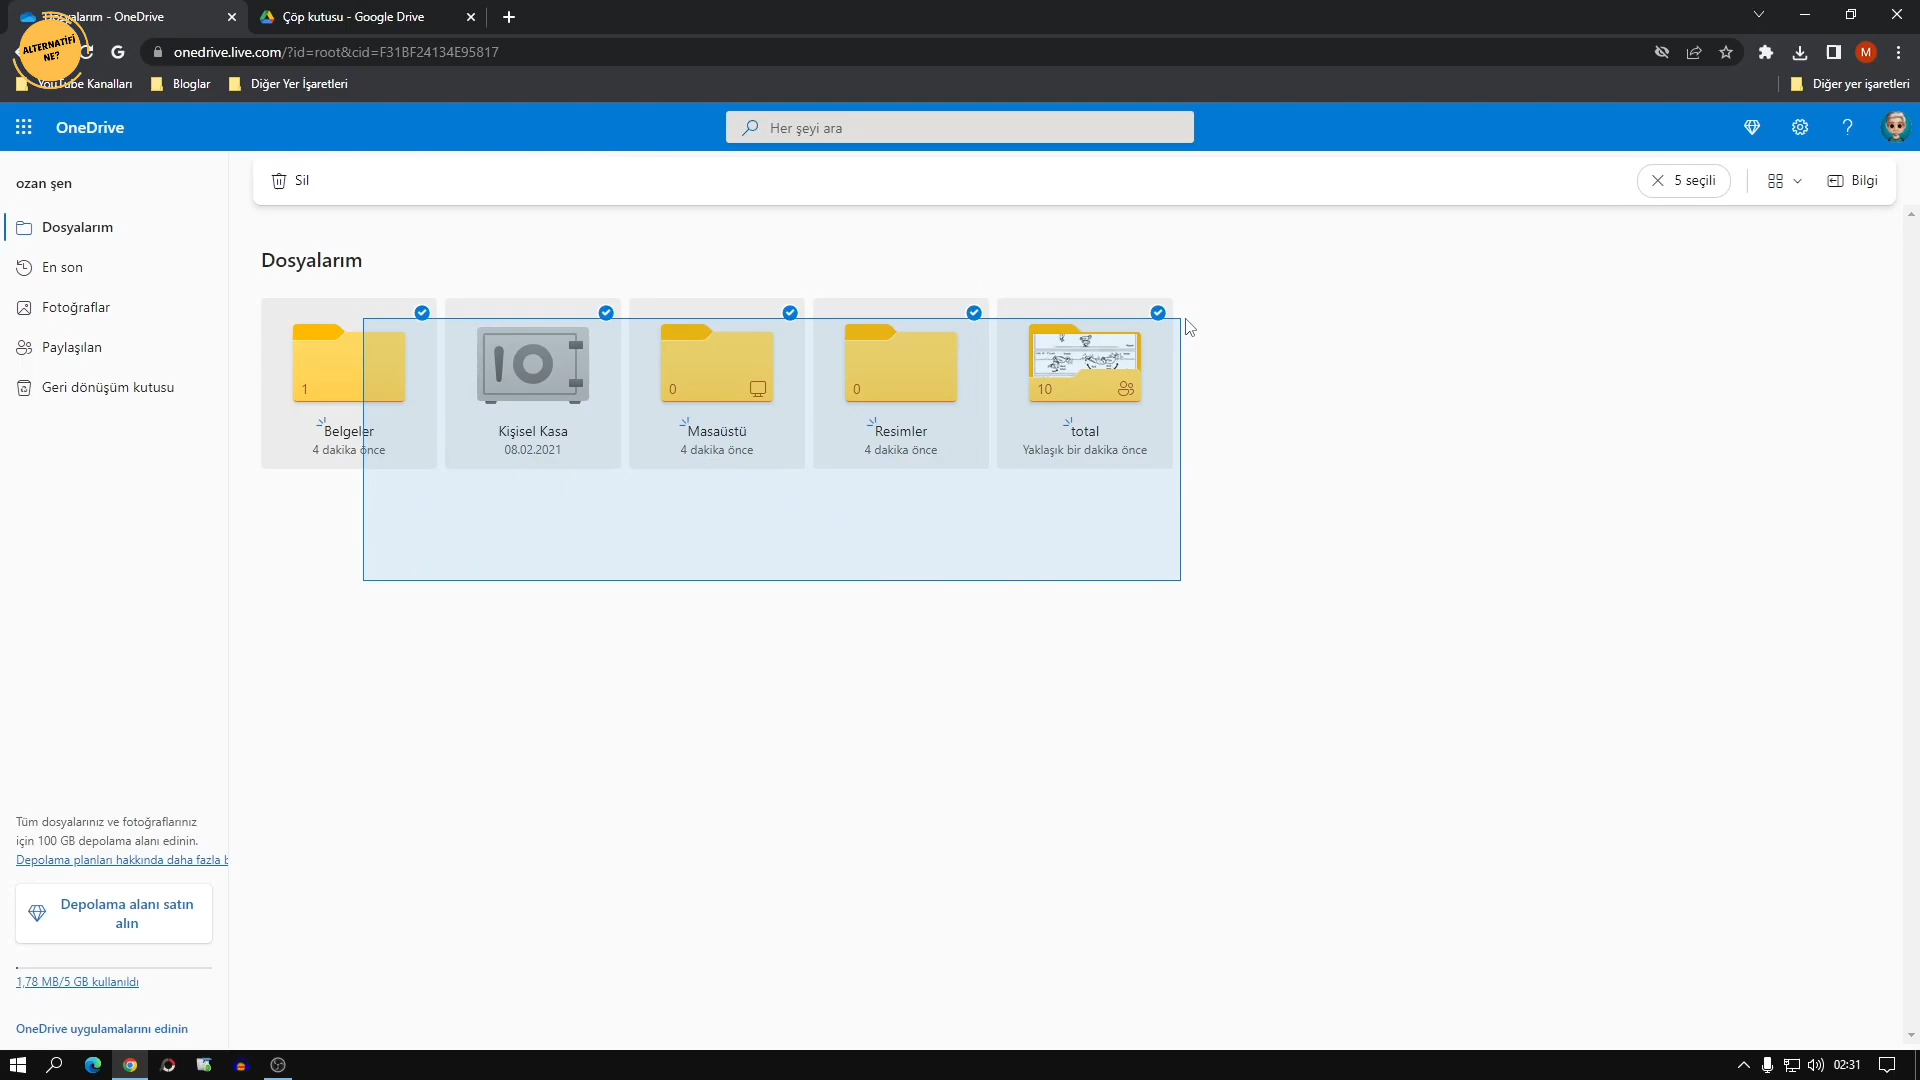 Dosyalarım - OneDrive
Çöp kutusu - Google Drive
ALTERNATİFİ
NE?
onedrive.live.com/?id=root&cid=F31BF24134E95817
M
YouTube Kanalları
Bloglar
Diğer Yer İşaretleri
Diğer yer işaretleri
OneDrive
Her şeyi ara
ozan şen
Sil
5 seçili
Bilgi
Dosyalarım
En son
Fotoğraflar
Paylaşılan
Geri dönüşüm kutusu
Dosyalarım
1
0
0
10
Belgeler
Kişisel Kasa
Masaüstü
Resimler
total
4 dakika önce
08.02.2021
4 dakika önce
4 dakika önce
Yaklaşık bir dakika önce
Tüm dosyalarınız ve fotoğraflarınız
için 100 GB depolama alanı edinin.
Depolama planları hakkında daha fazla b
Depolama alanı satın
alın
1,78 MB/5 GB kullanıldı
OneDrive uygulamalarını edinin
02:31